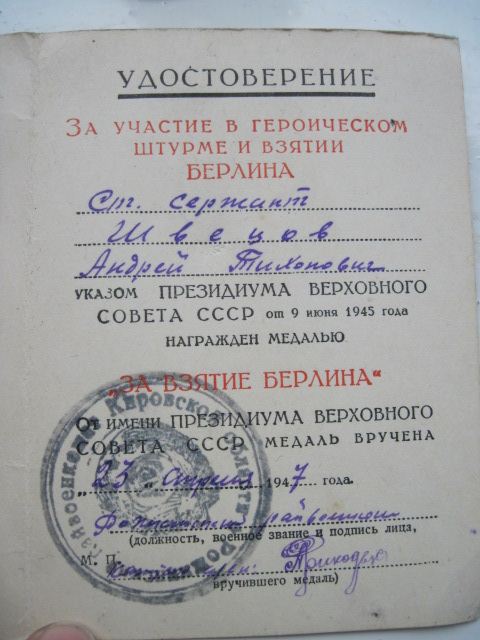 УДОСТОВЕРЕНИЕ
ЗА УЧАСТИЕ В ГЕРОИЧЕСКОМ
ШТУРМЕ И ВЗЯТИИ
БЕРЛИНА
Ст. сержант
Швецов
Андрей Тихонович
УКАЗОМ ПРЕЗИДИУМА ВЕРХОВНОГО
СОВЕТА СССР от 9 июня 1945 года
НАГРАЖДЕН МЕДАЛЬЮ
„ЗА ВЗЯТИЕ БЕРЛИНА“
От ИМЕНИ ПРЕЗИДИУМА ВЕРХОВНОГО
СОВЕТА СССР МЕДАЛЬ ВРУЧЕНА
„23“ апреля 1947 года.
(должность, военное звание и подпись лица,
М. П.
вручившего медаль)
Кировской области